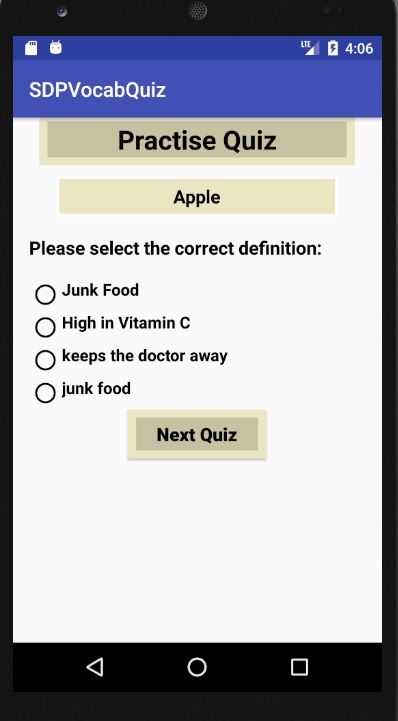 LTE 4:06
SDPVocabQuiz
Practise Quiz
Apple
Please select the correct definition:
Junk Food
High in Vitamin C
keeps the doctor away
junk food
Next Quiz